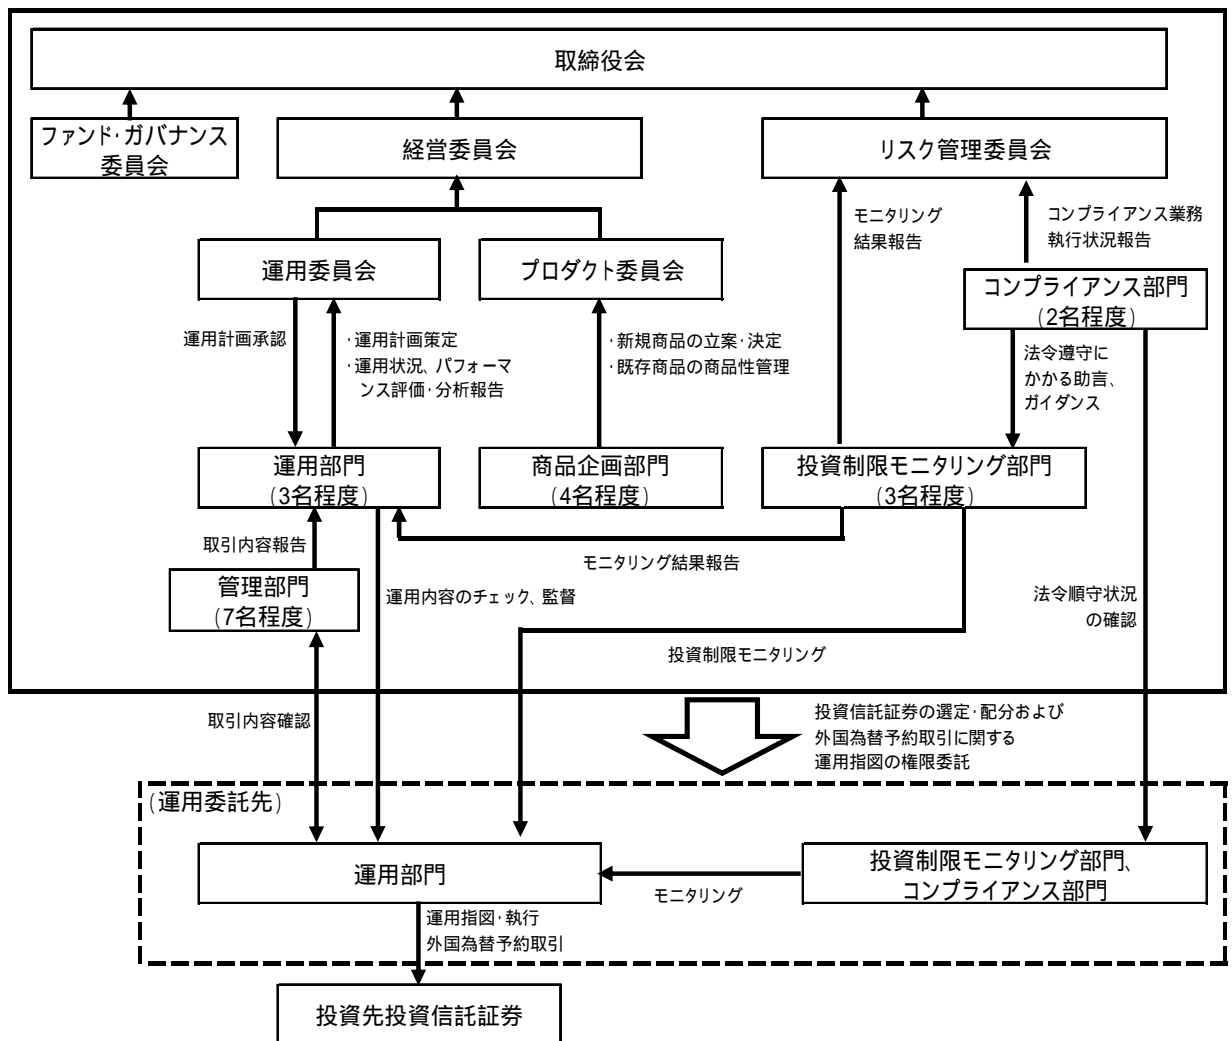 取締役会
ファンド・ガバナンス
委員会
経営委員会
リスク管理委員会
モニタリング
結果報告
コンプライアンス業務
執行状況報告
運用委員会
プロダクト委員会
コンプライアンス部門
(2名程度)
運用計画承認
・運用計画策定
・運用状況、パフォーマ
ンス評価・分析報告
・新規商品の立案・決定
・既存商品の商品性管理
法令遵守に
かかる助言、
ガイダンス
運用部門
(3名程度)
商品企画部門
(4名程度)
投資制限モニタリング部門
(3名程度)
取引内容報告
モニタリング結果報告
管理部門
(7名程度)
運用内容のチェック、監督
法令順守状況
の確認
投資制限モニタリング
取引内容確認
投資信託証券の選定・配分および
外国為替予約取引に関する
運用指図の権限委託
(運用委託先)
運用部門
モニタリング
投資制限モニタリング部門、
コンプライアンス部門
運用指図・執行
外国為替予約取引
投資先投資信託証券